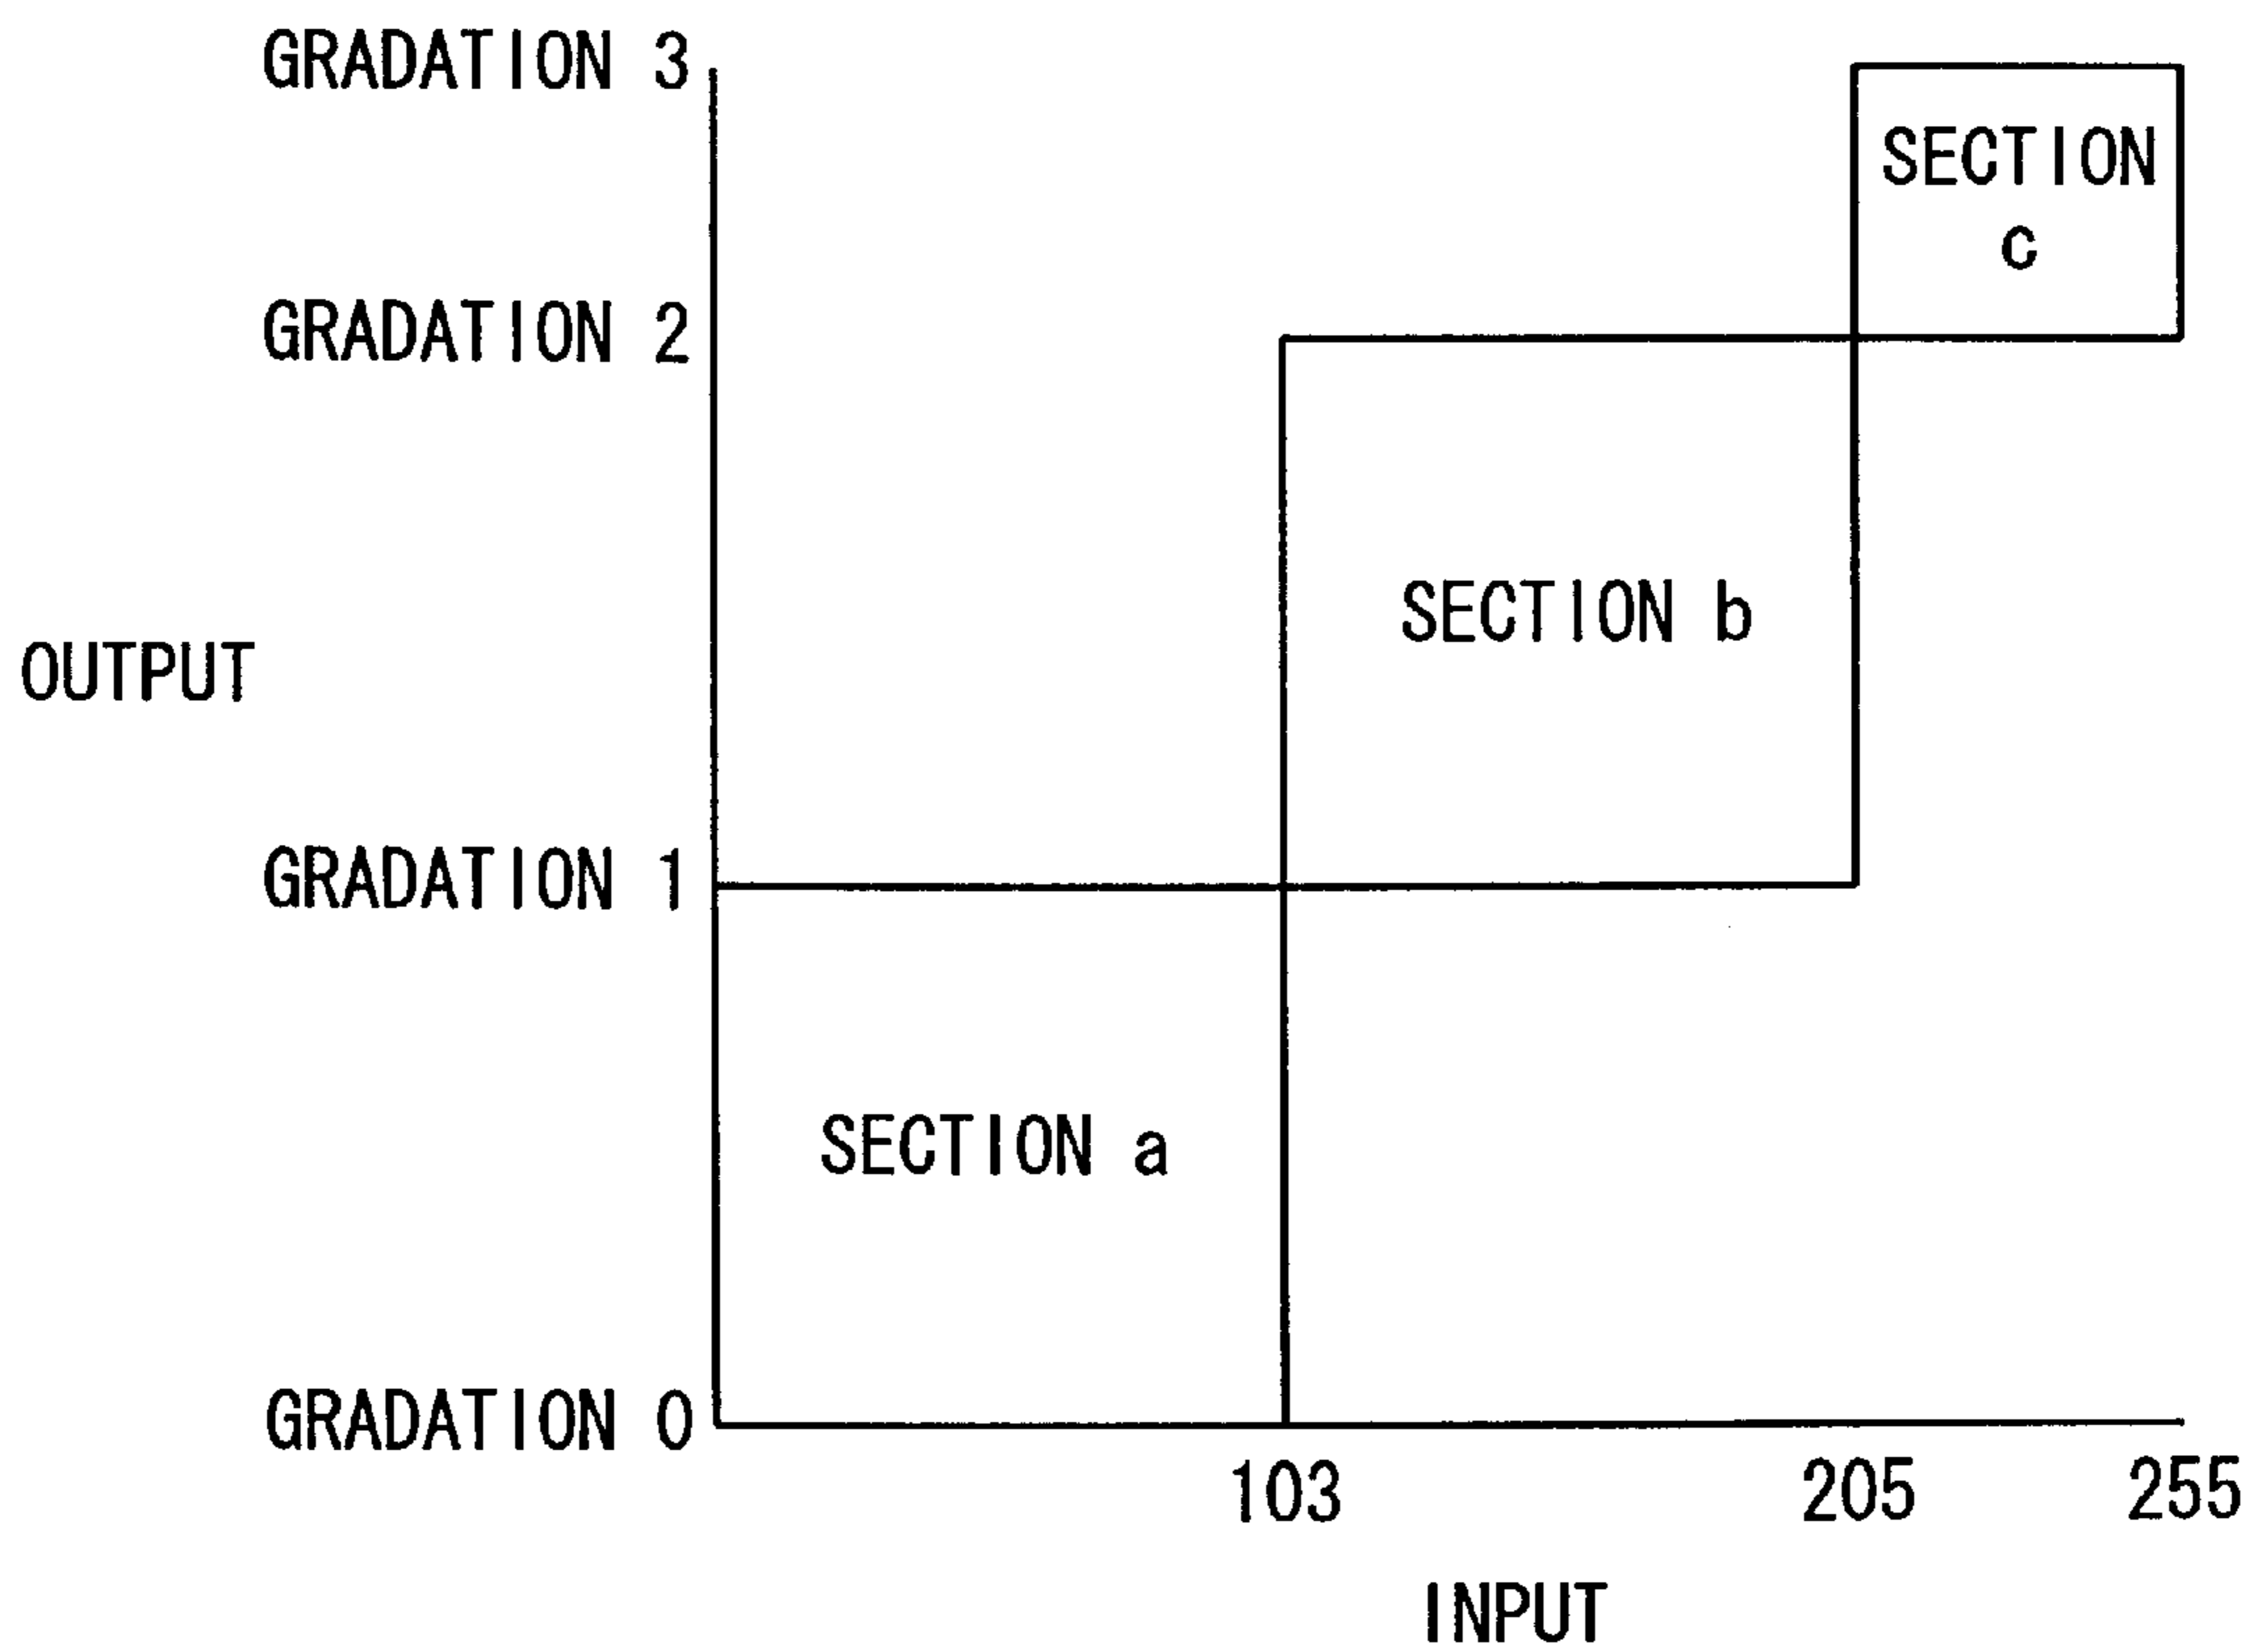 GRADATION 3
SECTION
c
GRADATION 2
SECTION b
OUTPUT
GRADATION 1
SECTION a
GRADATION 0
103
205
255
INPUT